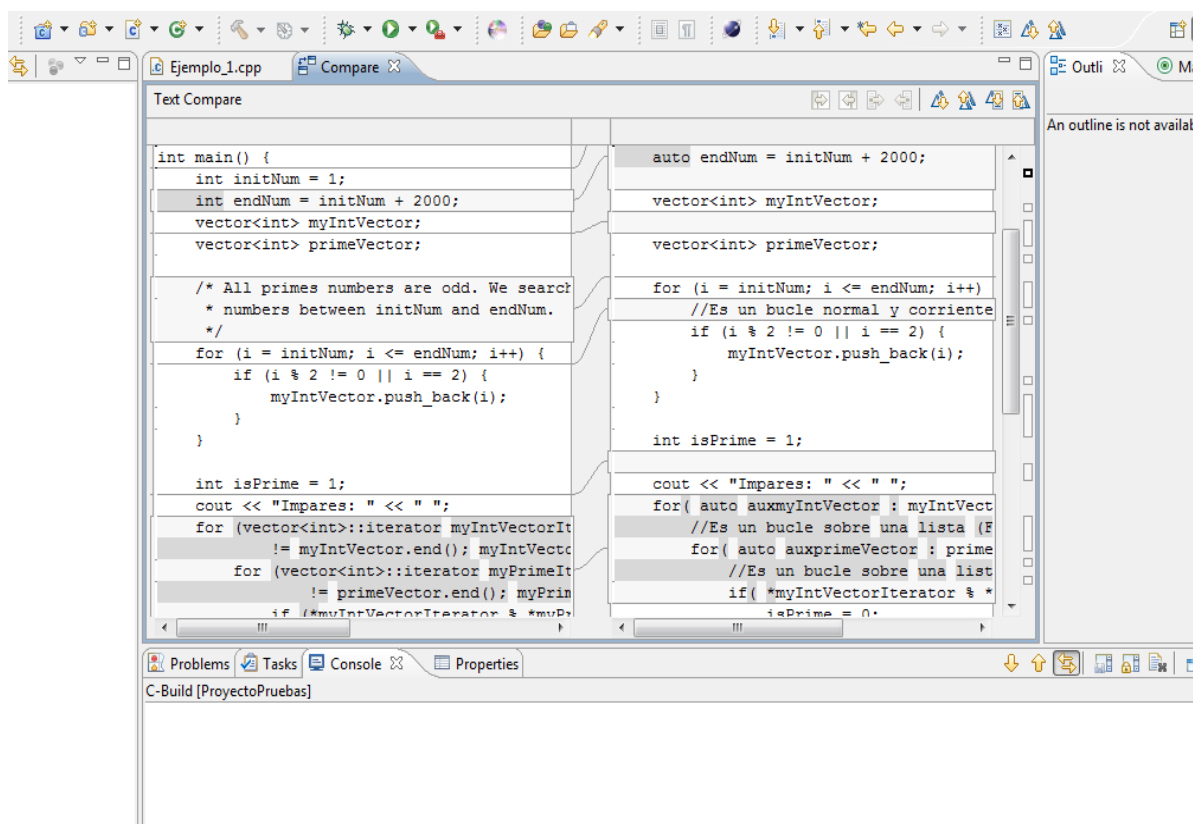 Ejemplo_1.cpp
Compare
Outli
Text Compare
An outline is not
int main() {
int initNum = 1;
int endNum = initNum + 2000;
vector<int> myIntVector;
vector<int> primeVector;
/* All primes numbers are odd. We search
* numbers between initNum and endNum.
*/
for (i = initNum; i <= endNum; i++) {
if (i % 2 != 0 || i == 2) {
myIntVector.push_back(i);
}
}
int isPrime = 1;
cout << "Impares: " << " ";
for (vector<int>::iterator myIntVectorIt
!= myIntVector.end(); myIntVecto
for (vector<int>::iterator myPrimeIt
!= primeVector.end(); myPrim
if (*myIntVectorIterator % *myPr
auto endNum = initNum + 2000;
vector<int> myIntVector;
vector<int> primeVector;
for (i = initNum; i <= endNum; i++)
//Es un bucle normal y corriente
if (i % 2 != 0 || i == 2) {
myIntVector.push_back(i);
}
}
int isPrime = 1;
cout << "Impares: " << " ";
for( auto auxmyIntVector : myIntVect
//Es un bucle sobre una lista (F
for( auto auxprimeVector : prime
//Es un bucle sobre una list
if( *myIntVectorIterator % *
isPrime = 0;
Problems
Tasks
Console
Properties
C-Build [ProyectoPruebas]